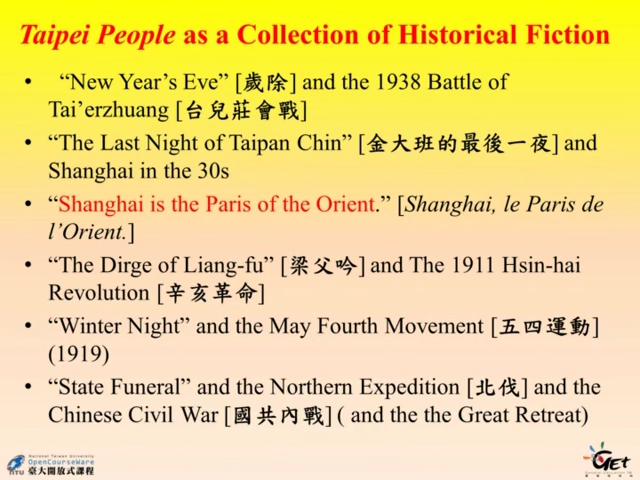 Taipei People as a Collection of Historical Fiction
• “New Year’s Eve” [歲除] and the 1938 Battle of
Tai’erzhuang [台兒莊會戰]
• “The Last Night of Taipan Chin” [金大班的最後一夜] and
Shanghai in the 30s
• “Shanghai is the Paris of the Orient.” [Shanghai, le Paris de
l’Orient.]
• “The Dirge of Liang-fu” [梁父吟] and The 1911 Hsin-hai
Revolution [辛亥革命]
• “Winter Night” and the May Fourth Movement [五四運動]
(1919)
• “State Funeral” and the Northern Expedition [北伐] and the
Chinese Civil War [國共內戰] ( and the the Great Retreat)
National Taiwan University
OpenCourseWare
NTU 臺大開放式課程
GET